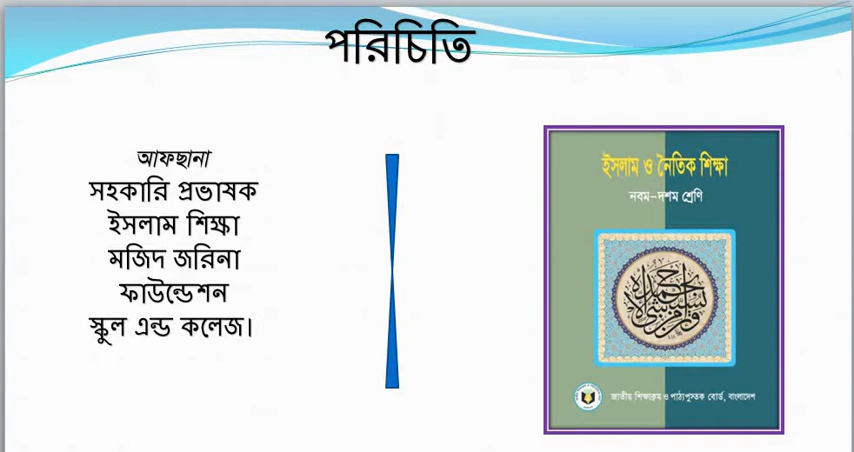 পরিচিতি
আফছানা
সহকারি প্রভাষক
ইসলাম শিক্ষা
মজিদ জরিনা
ফাউন্ডেশন
স্কুল এন্ড কলেজ।
ইসলাম ও নৈতিক শিক্ষা
নবম-দশম শ্রেণি
জাতীয় শিক্ষাক্রম ও পাঠ্যপুস্তক বোর্ড, বাংলাদেশ